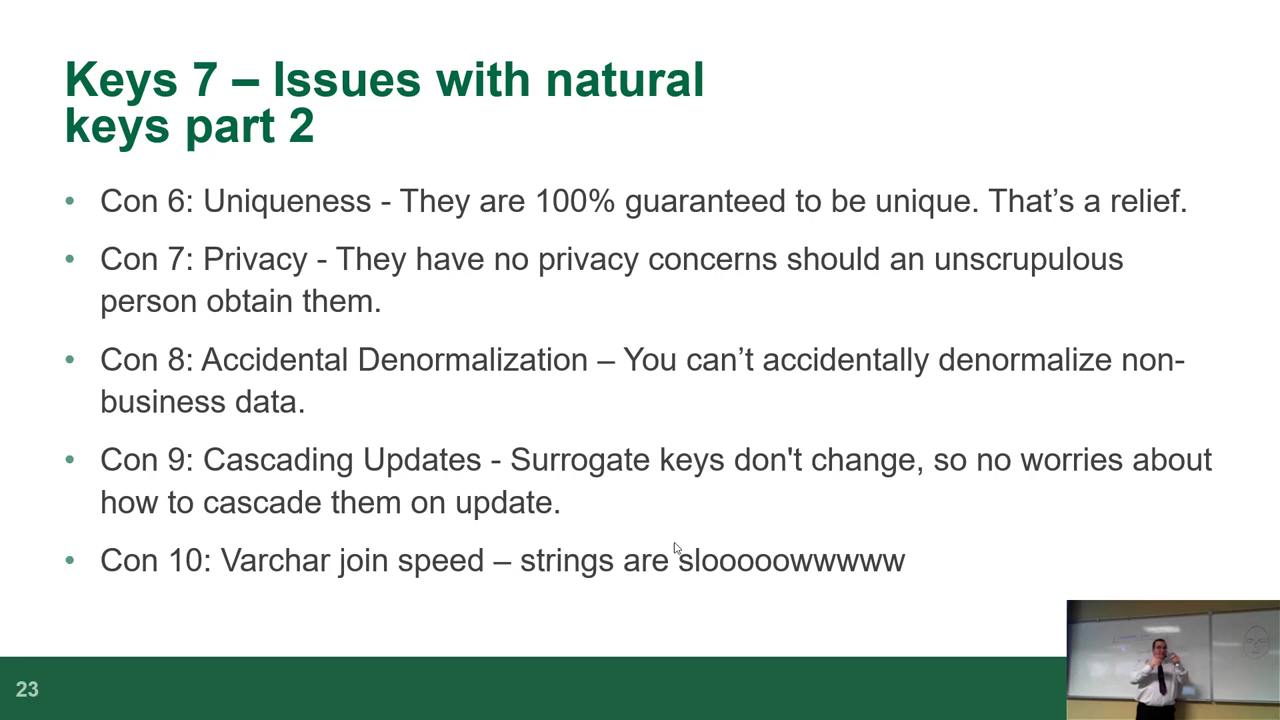 Keys 7 – Issues with natural
keys part 2
• Con 6: Uniqueness - They are 100% guaranteed to be unique. That’s a relief.
• Con 7: Privacy - They have no privacy concerns should an unscrupulous
person obtain them.
• Con 8: Accidental Denormalization – You can’t accidentally denormalize non-
business data.
• Con 9: Cascading Updates - Surrogate keys don't change, so no worries about
how to cascade them on update.
• Con 10: Varchar join speed – strings are slooooowwwww
23